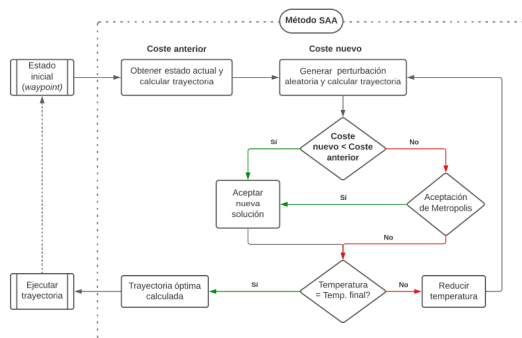 Método SAA
Coste anterior
Coste nuevo
Estado
inicial
(waypoint)
Obtener estado actual y
calcular trayectoria
Generar perturbación
aleatoria y calcular trayectoria
Coste
nuevo < Coste
anterior
Sí
No
Aceptar
nueva
solución
Sí
Aceptación
de Metropolis
No
Ejecutar
trayectoria
Trayectoria óptima
calculada
Sí
Temperatura
= Temp. final?
No
Reducir
temperatura